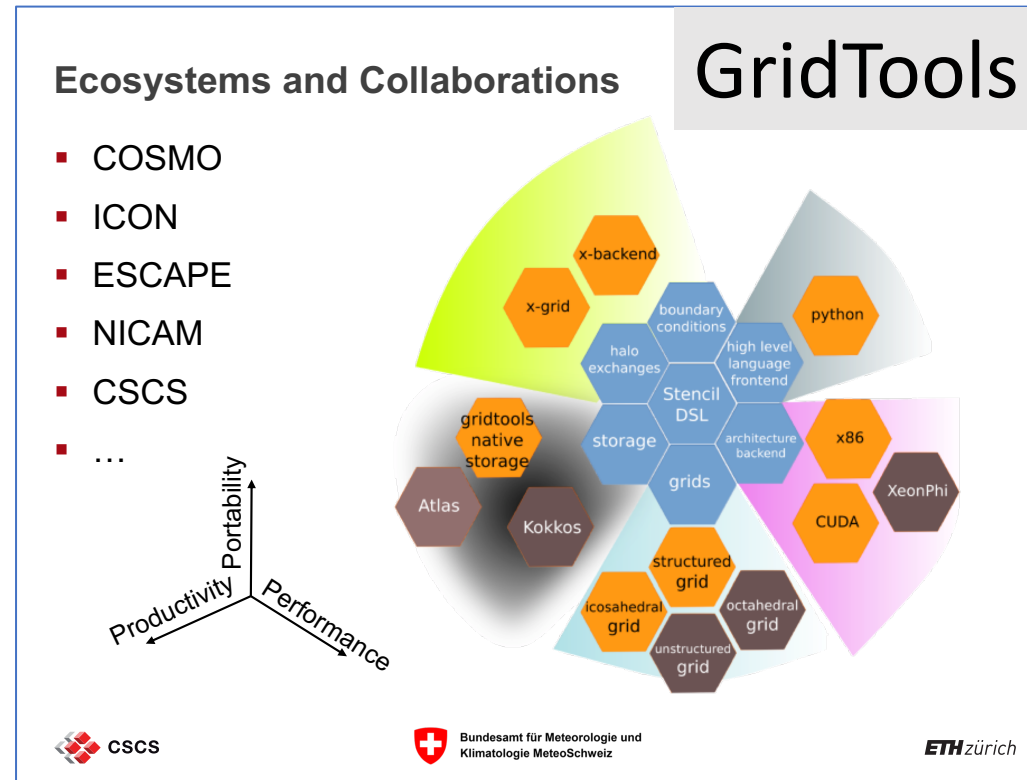 Ecosystems and Collaborations
GridTools
▪ COSMO
▪ ICON
▪ ESCAPE
▪ NICAM
▪ CSCS
▪ …
Portability
Productivity
Performance
x-backend
x-grid
boundary
conditions
halo
exchanges
high level
language
frontend
python
Stencil
DSL
storage
architecture
backend
grids
gridtools
native
storage
Atlas
Kokkos
x86
XeonPhi
CUDA
structured
grid
icosahedral
grid
octahedral
grid
unstructured
grid
CSCS
Bundesamt für Meteorologie und
Klimatologie MeteoSchweiz
ETH zürich